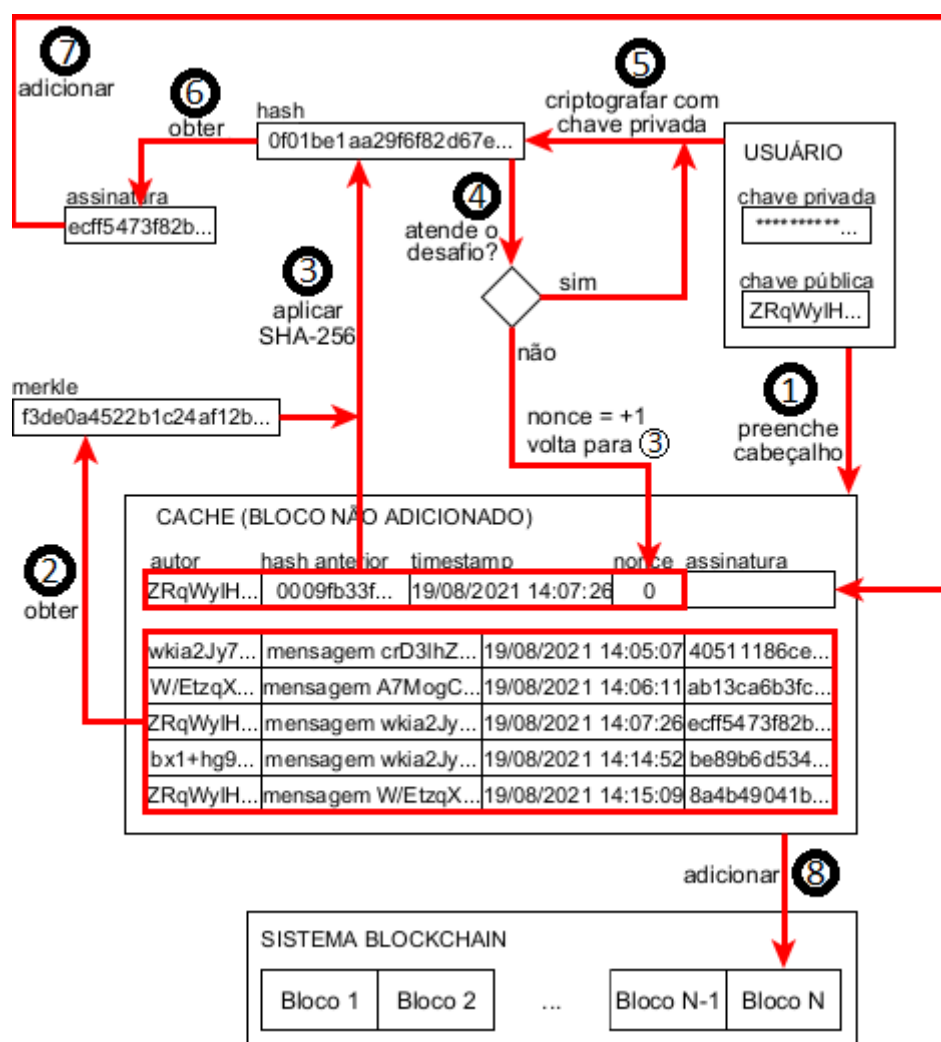 7
adicionar
6
obter
hash
0f01be1aa29f6f82d67e...
5
criptografar com
chave privada
USUÁRIO
chave privada
**********...
chave pública
ZRqWylH...
assinatura
ecff5473f82b...
4
atende o
desafio?
sim
não
3
aplicar
SHA-256
merkle
f3de0a4522b1c24af12b...
nonce = +1
volta para 3
1
preenche
cabeçalho
2
obter
CACHE (BLOCO NÃO ADICIONADO)
autor hash anterior timestamp nonce assinatura
ZRqWylH... 0009fb33f... 19/08/2021 14:07:26 0
wkia2Jy7... mensagem crD3lhZ... 19/08/2021 14:05:07 40511186ce...
W/EtzqX... mensagem A7MogC... 19/08/2021 14:06:11 ab13ca6b3fc...
ZRqWylH... mensagem wkia2Jy... 19/08/2021 14:07:26 ecff5473f82b...
bx1+hg9... mensagem wkia2Jy... 19/08/2021 14:14:52 be89b6d534...
ZRqWylH... mensagem W/EtzqX... 19/08/2021 14:15:09 8a4b49041b...
adicionar 8
SISTEMA BLOCKCHAIN
Bloco 1 Bloco 2 ... Bloco N-1 Bloco N